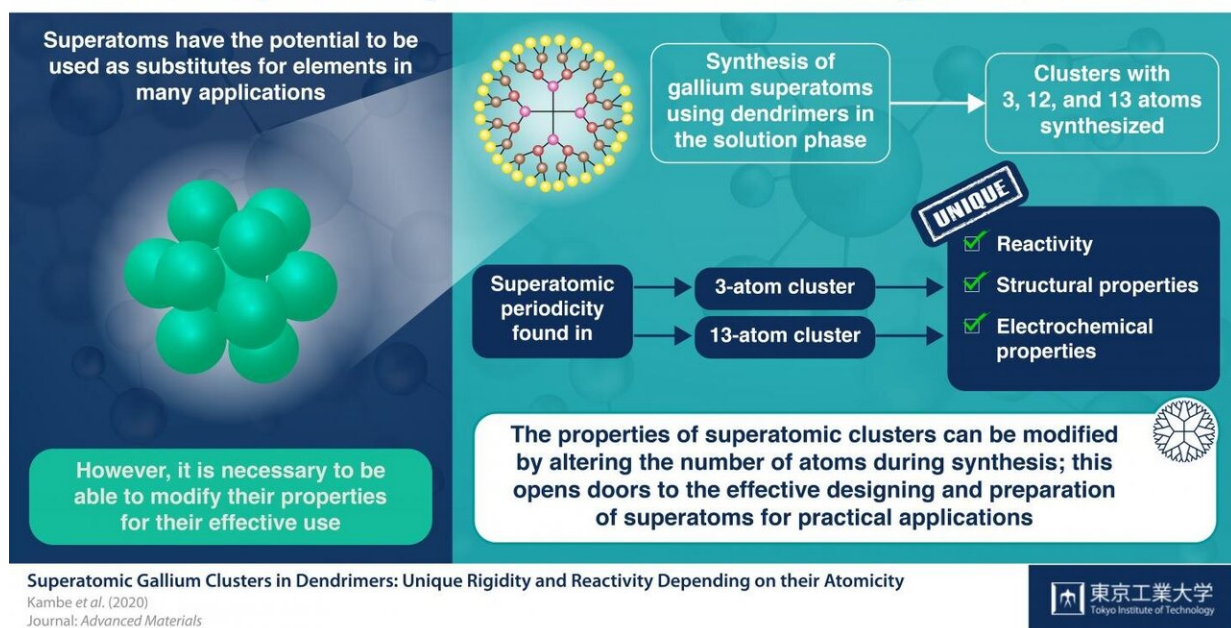 Superatoms have the potential to be
used as substitutes for elements in
many applications
However, it is necessary to be
able to modify their properties
for their effective use
Synthesis of
gallium superatoms
using dendrimers in
the solution phase
Clusters with
3, 12, and 13 atoms
synthesized
Superatomic
periodicity
found in
3-atom cluster
13-atom cluster
UNIQUE
Reactivity
Structural properties
Electrochemical
properties
The properties of superatomic clusters can be modified
by altering the number of atoms during synthesis; this
opens doors to the effective designing and preparation
of superatoms for practical applications
Superatomic Gallium Clusters in Dendrimers: Unique Rigidity and Reactivity Depending on their Atomicity
Kambe et al. (2020)
Journal: Advanced Materials
東京工業大学
Tokyo Institute of Technology